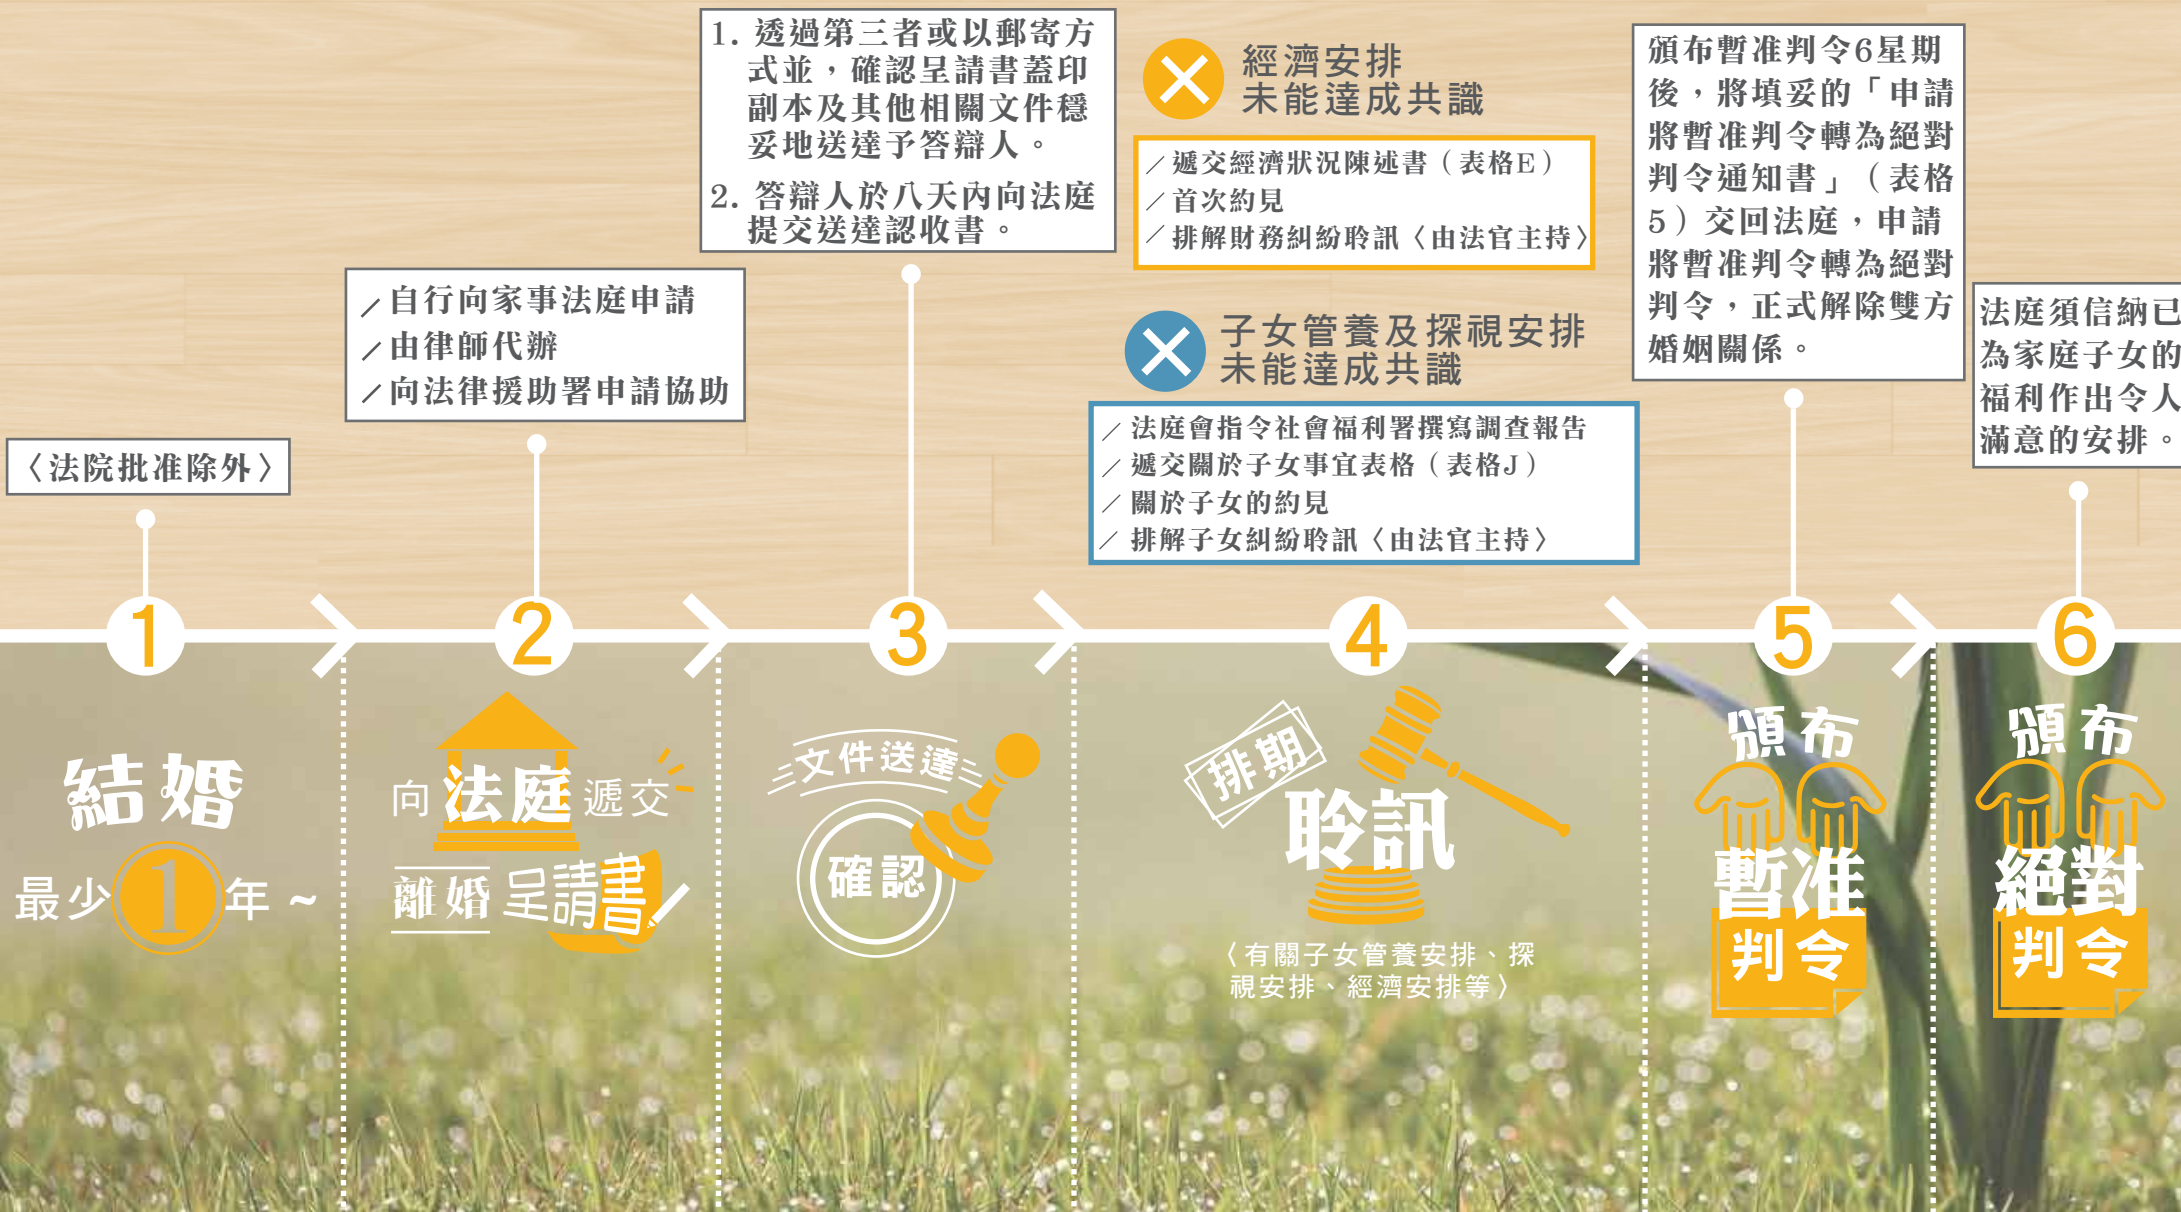 1. 透過第三者或以郵寄方
式並，確認呈請書蓋印
副本及其他相關文件穩
妥地送達予答辯人。
2. 答辯人於八天內向法庭
提交送達認收書。
經濟安排
未能達成共識
／遞交經濟狀況陳述書（表格E）
／首次約見
／排解財務糾紛聆訊〈由法官主持〉
頒布暫准判令6星期
後，將填妥的「申請
將暫准判令轉為絕對
判令通知書」（表格
5）交回法庭，申請
將暫准判令轉為絕對
判令，正式解除雙方
婚姻關係。
／自行向家事法庭申請
／由律師代辦
／向法律援助署申請協助
子女管養及探視安排
未能達成共識
／法庭會指令社會福利署撰寫調查報告
／遞交關於子女事宜表格（表格J）
／關於子女的約見
／排解子女糾紛聆訊〈由法官主持〉
法庭須信納已
為家庭子女的
福利作出令人
滿意的安排。
〈法院批准除外〉
1
2
3
4
5
6
結婚
最少1年~
向法庭遞交
離婚呈請書
文件送達
確認
排期
聆訊
〈有關子女管養安排、探
視安排、經濟安排等〉
頒布
暫准
判令
頒布
絕對
判令